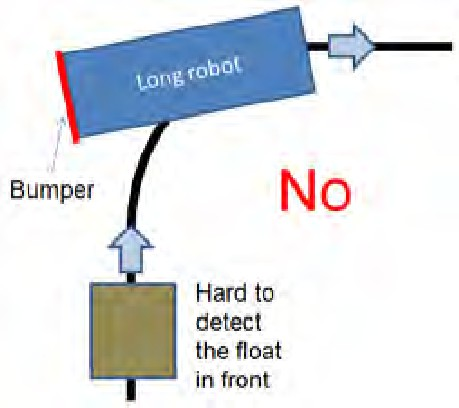 Long robot
Bumper
No
Hard to
detect
the float
in front